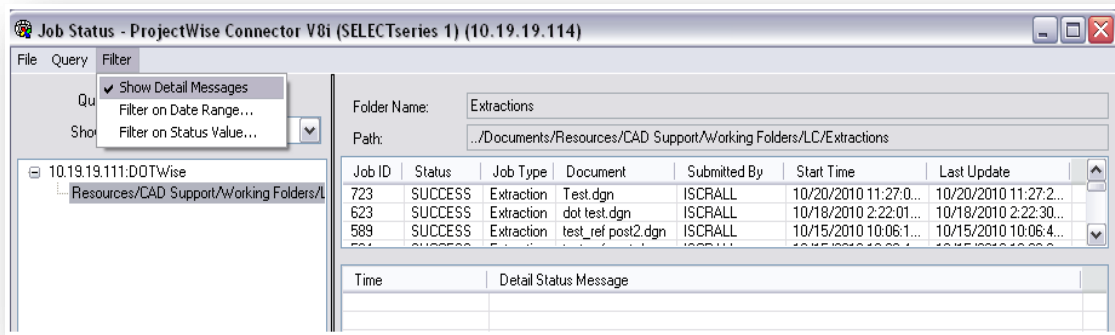 Job Status - ProjectWise Connector V8i (SELECTseries 1) (10.19.19.114)
File Query Filter
Show Detail Messages
Filter on Date Range...
Filter on Status Value...
Folder Name: Extractions
Path: ../Documents/Resources/CAD Support/Working Folders/LC/Extractions
10.19.19.111:DOTWise
Resources/CAD Support/Working Folders/L
Job ID Status Job Type Document Submitted By Start Time Last Update
723 SUCCESS Extraction Test.dgn ISCRALL 10/20/2010 11:27:0... 10/20/2010 11:27:2...
623 SUCCESS Extraction dot test.dgn ISCRALL 10/18/2010 2:22:01... 10/18/2010 2:22:30...
589 SUCCESS Extraction test_ref post2.dgn ISCRALL 10/15/2010 10:06:1... 10/15/2010 10:06:4...
Time Detail Status Message